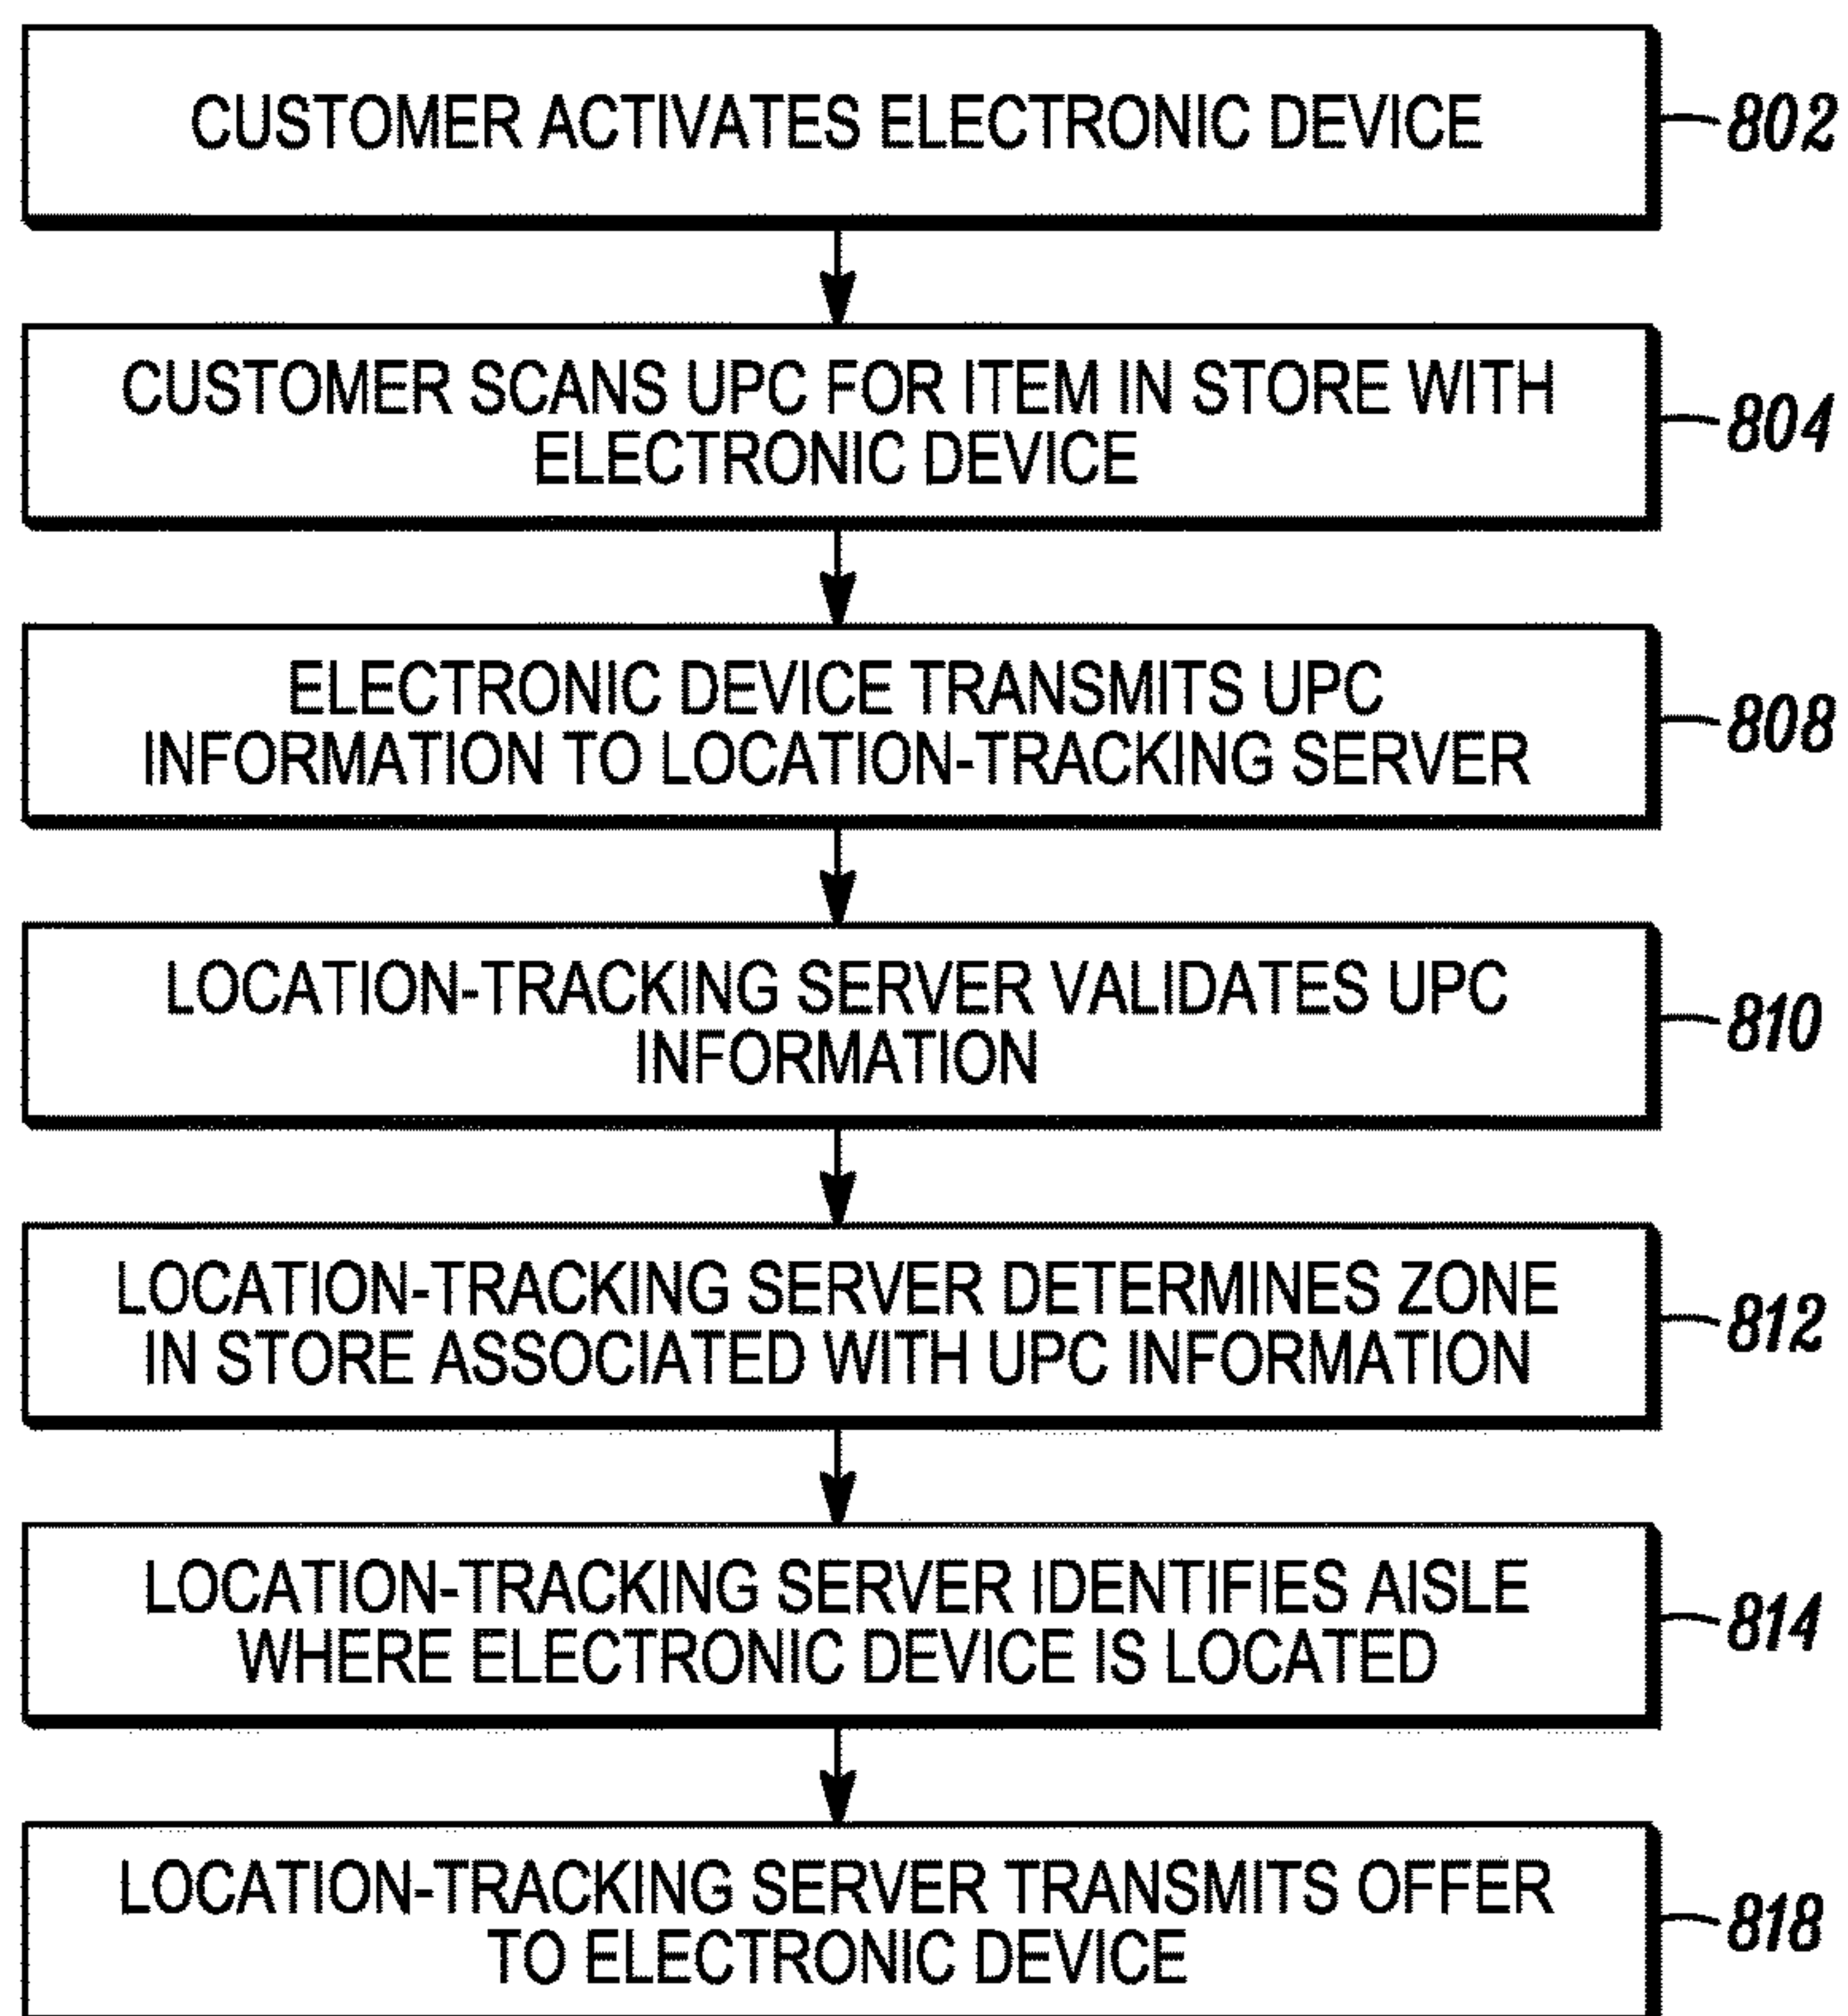 CUSTOMER ACTIVATES ELECTRONIC DEVICE
802
CUSTOMER SCANS UPC FOR ITEM IN STORE WITH
ELECTRONIC DEVICE
804
ELECTRONIC DEVICE TRANSMITS UPC
INFORMATION TO LOCATION-TRACKING SERVER
808
LOCATION-TRACKING SERVER VALIDATES UPC
INFORMATION
810
LOCATION-TRACKING SERVER DETERMINES ZONE
IN STORE ASSOCIATED WITH UPC INFORMATION
812
LOCATION-TRACKING SERVER IDENTIFIES AISLE
WHERE ELECTRONIC DEVICE IS LOCATED
814
LOCATION-TRACKING SERVER TRANSMITS OFFER
TO ELECTRONIC DEVICE
818